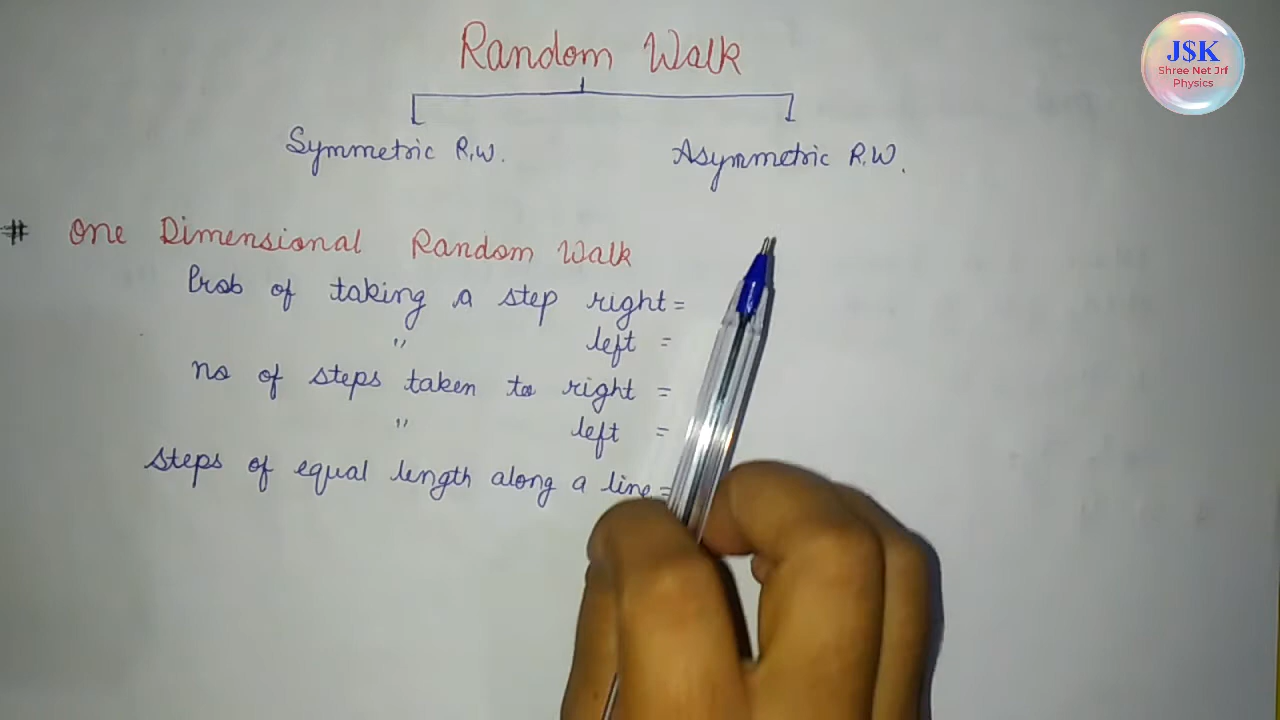 Random Walk
Symmetric R.W.
Asymmetric R.W.
# One Dimensional Random Walk
Prob of taking a step right =
" left =
no of steps taken to right =
" left =
steps of equal length along a line =
J$K
Shree Net Jrf
Physics